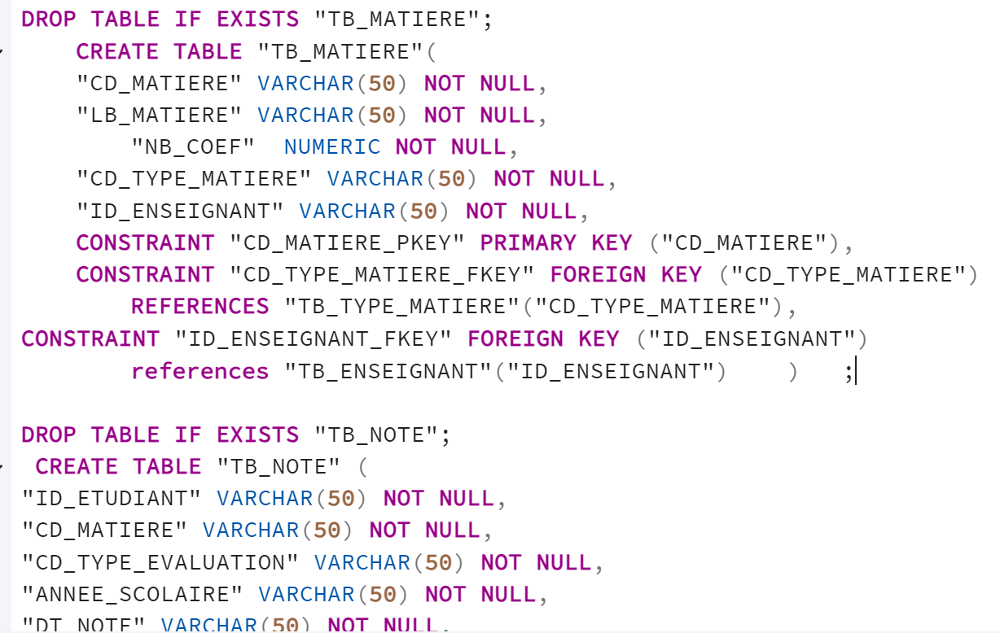 DROP TABLE IF EXISTS "TB_MATIERE";
CREATE TABLE "TB_MATIERE"(
"CD_MATIERE" VARCHAR(50) NOT NULL,
"LB_MATIERE" VARCHAR(50) NOT NULL,
"NB_COEF"  NUMERIC NOT NULL,
"CD_TYPE_MATIERE" VARCHAR(50) NOT NULL,
"ID_ENSEIGNANT" VARCHAR(50) NOT NULL,
CONSTRAINT "CD_MATIERE_PKEY" PRIMARY KEY ("CD_MATIERE"),
CONSTRAINT "CD_TYPE_MATIERE_FKEY" FOREIGN KEY ("CD_TYPE_MATIERE")
REFERENCES "TB_TYPE_MATIERE"("CD_TYPE_MATIERE"),
CONSTRAINT "ID_ENSEIGNANT_FKEY" FOREIGN KEY ("ID_ENSEIGNANT")
references "TB_ENSEIGNANT"("ID_ENSEIGNANT")    )   ;
DROP TABLE IF EXISTS "TB_NOTE";
CREATE TABLE "TB_NOTE" (
"ID_ETUDIANT" VARCHAR(50) NOT NULL,
"CD_MATIERE" VARCHAR(50) NOT NULL,
"CD_TYPE_EVALUATION" VARCHAR(50) NOT NULL,
"ANNEE_SCOLAIRE" VARCHAR(50) NOT NULL,
"DT_NOTE" VARCHAR(50) NOT NULL,